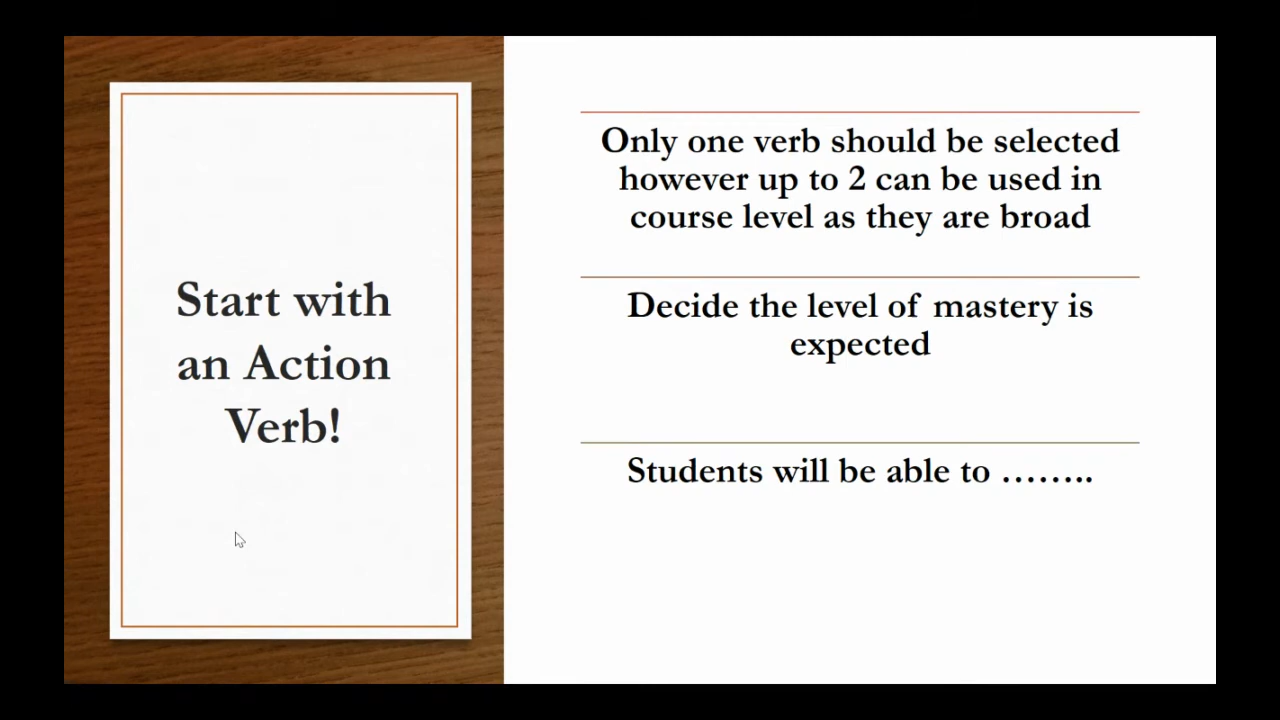 Start with
an Action
Verb!
Only one verb should be selected
however up to 2 can be used in
course level as they are broad
Decide the level of mastery is
expected
Students will be able to ……..